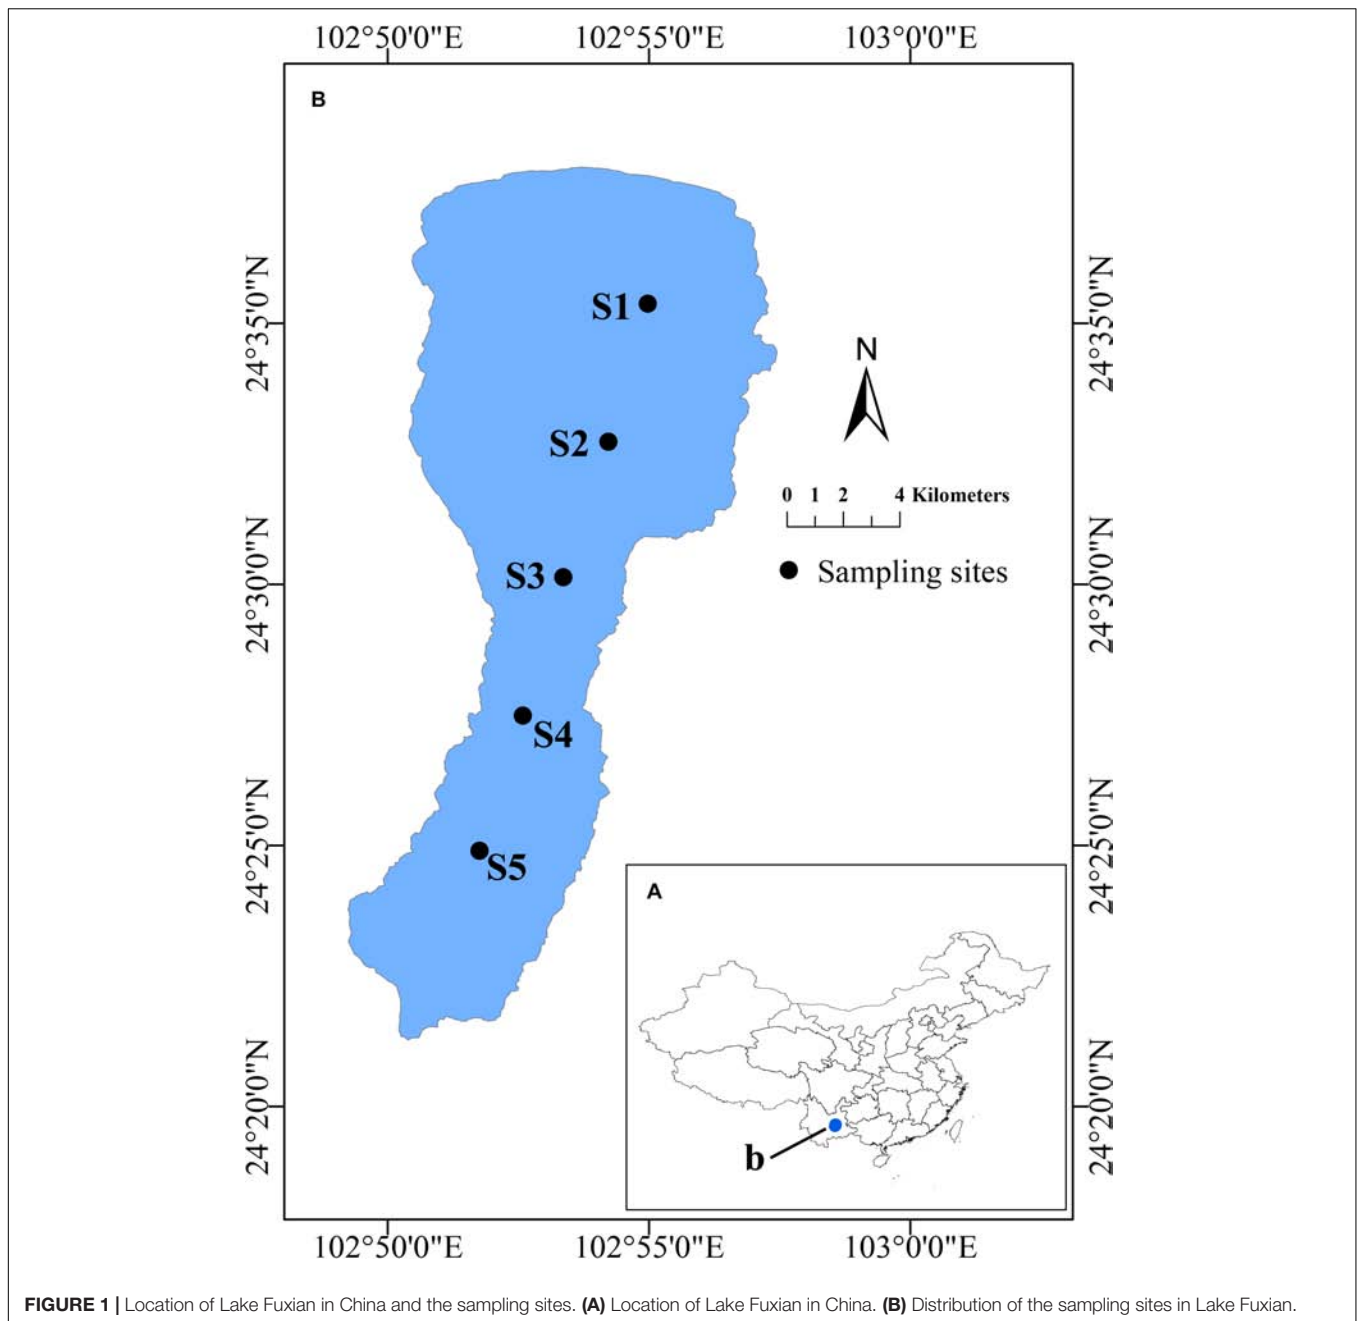 102°50'0"E 102°55'0"E 103°0'0"E
B
24°35'0"N 24°35'0"N
S1
N
S2
0 1 2 4 Kilometers
24°30'0"N 24°30'0"N
S3
Sampling sites
S4
24°25'0"N 24°25'0"N
S5
A
24°20'0"N 24°20'0"N
b
102°50'0"E 102°55'0"E 103°0'0"E
FIGURE 1 | Location of Lake Fuxian in China and the sampling sites. (A) Location of Lake Fuxian in China. (B) Distribution of the sampling sites in Lake Fuxian.